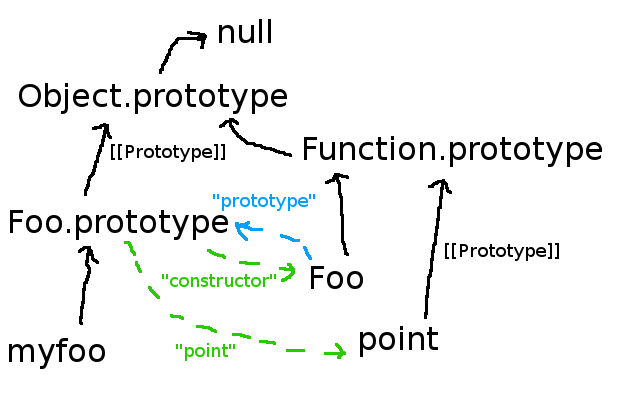 null
Object.prototype
[[Prototype]]
Function.prototype
"prototype"
Foo.prototype
[[Prototype]]
"constructor"
Foo
point
myfoo
"point"